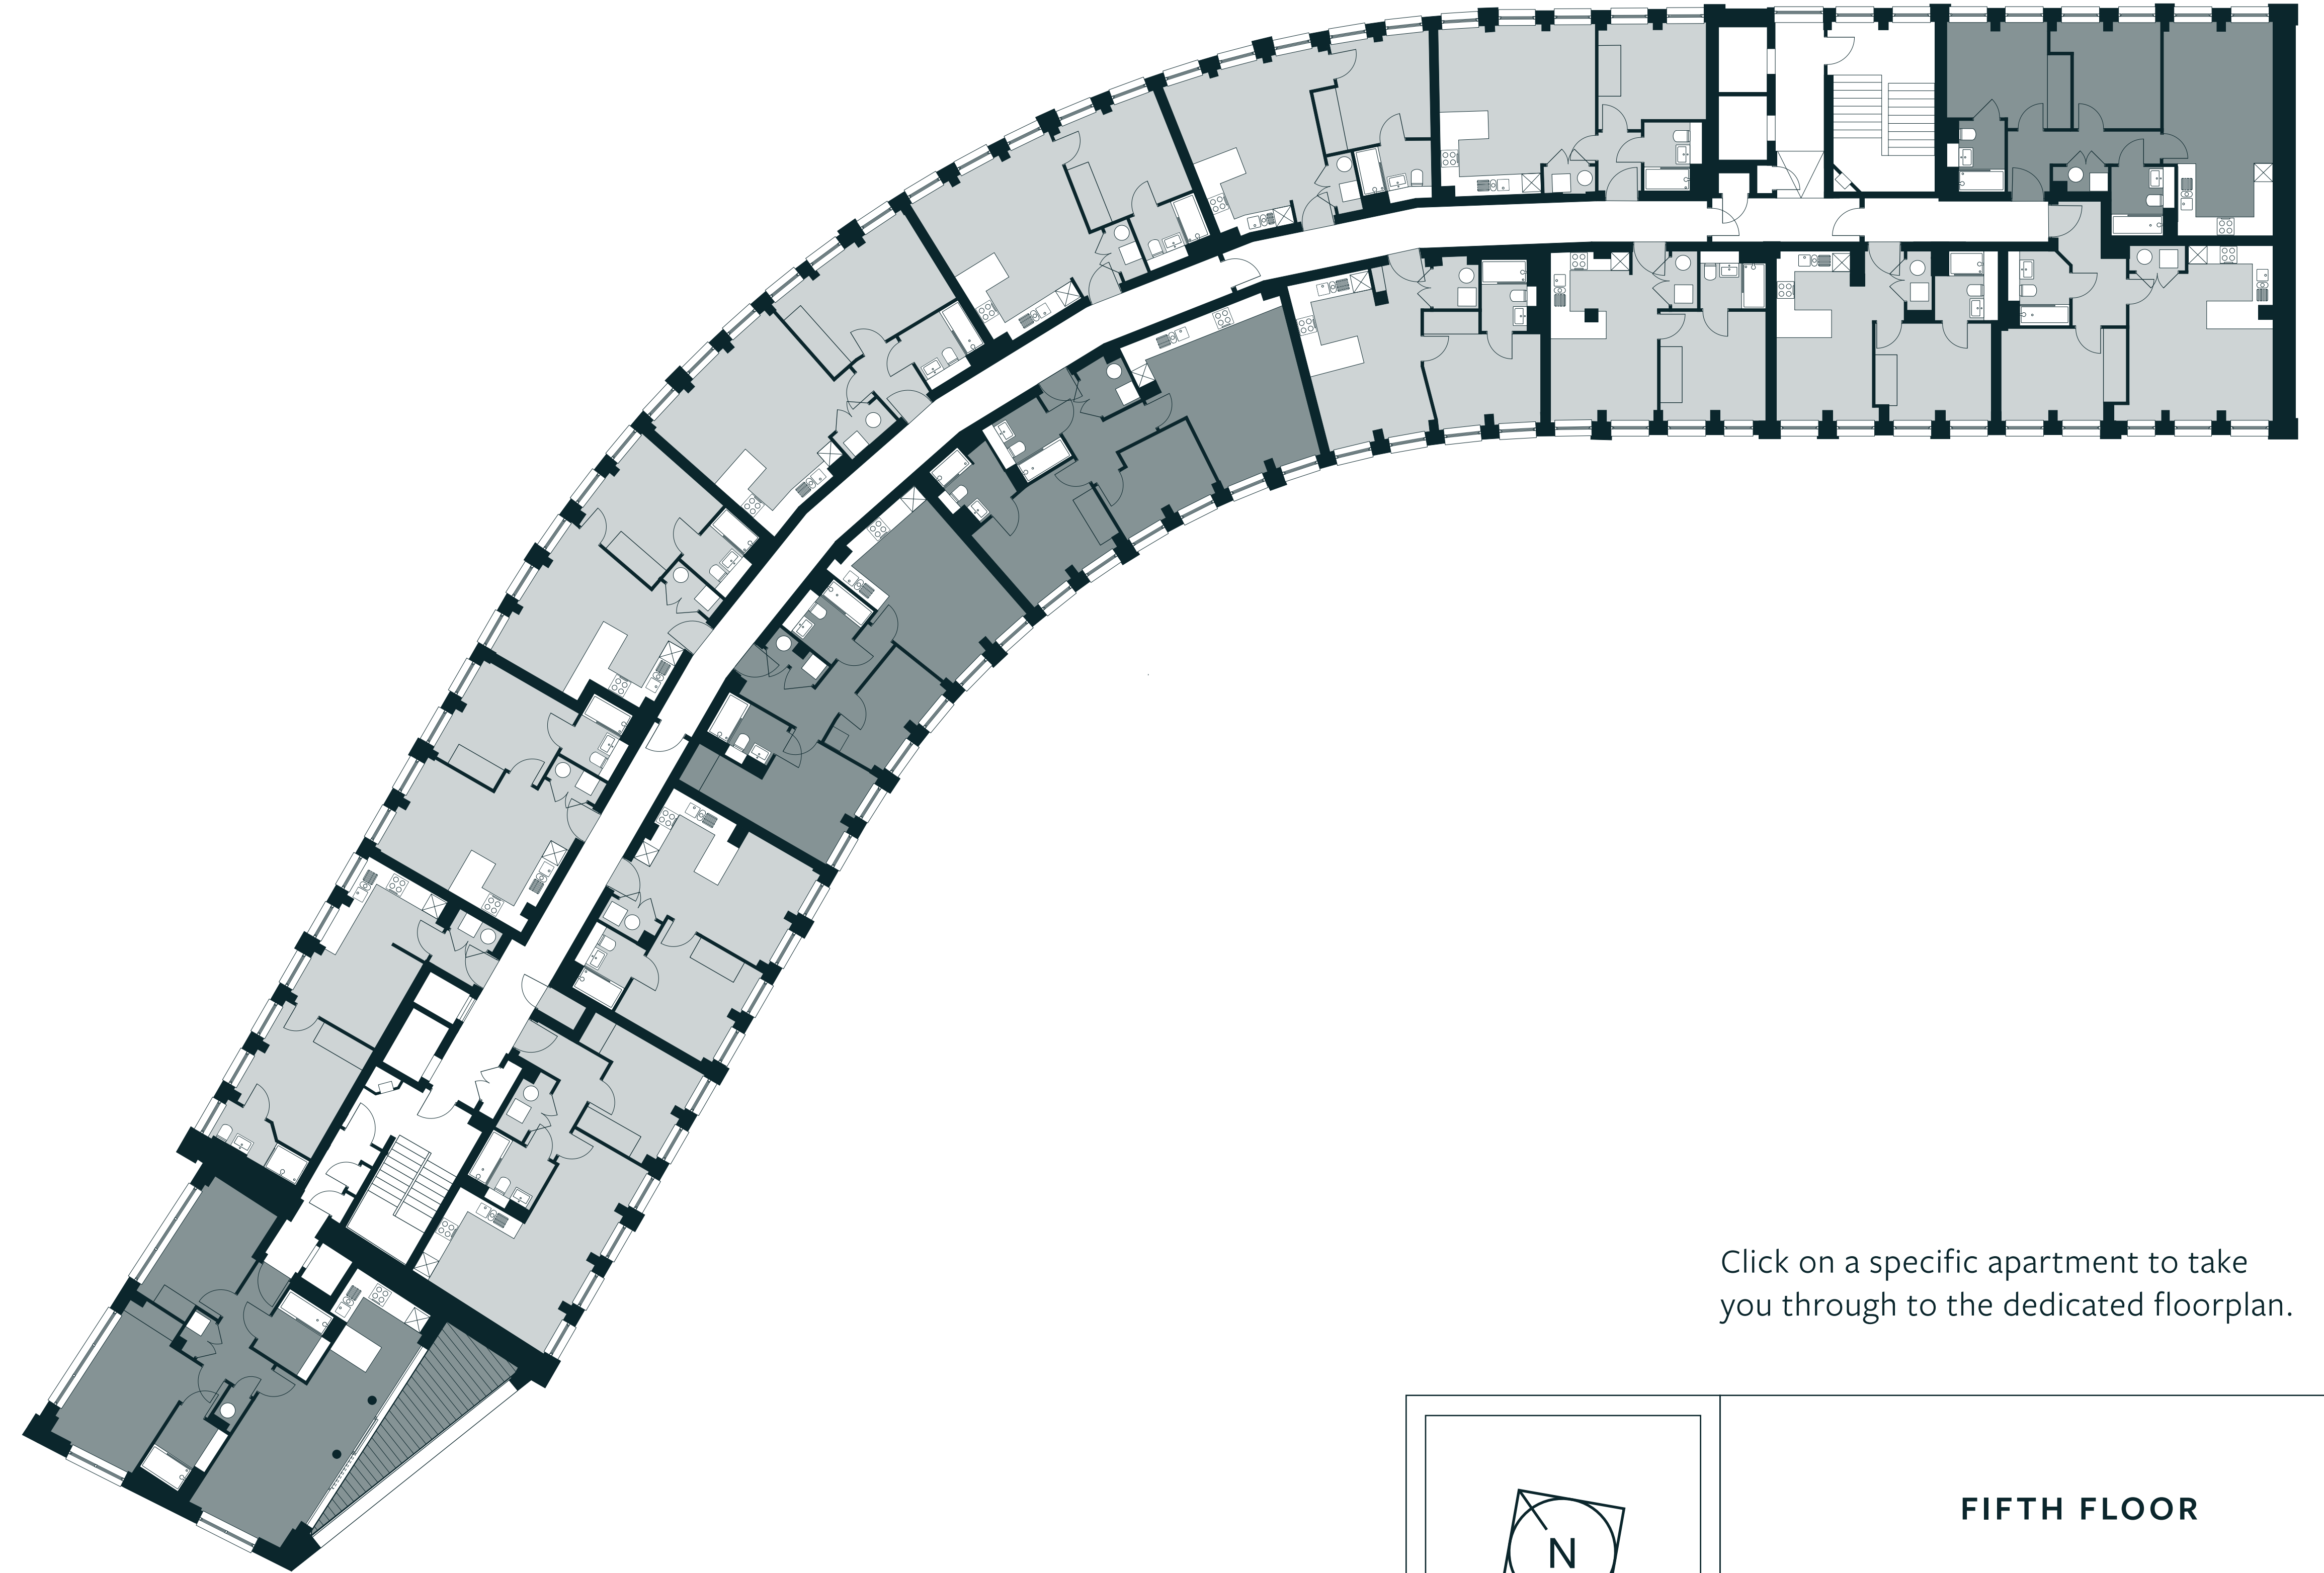 Click on a specific apartment to take
you through to the dedicated floorplan.
FIFTH FLOOR
N